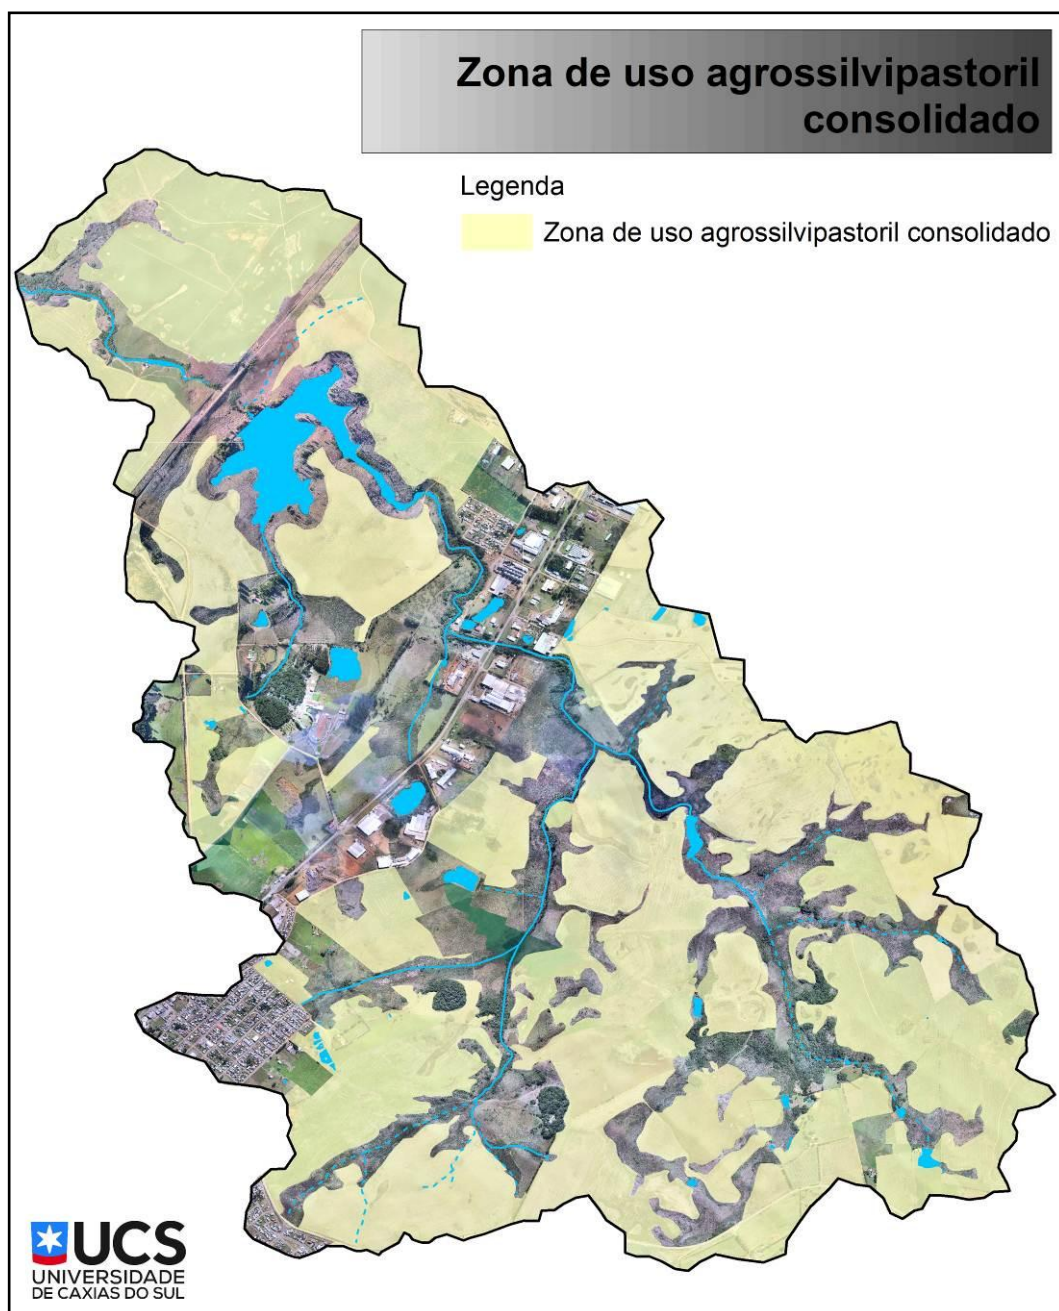 Zona de uso agrossilvipastoril
consolidado
Legenda
Zona de uso agrossilvipastoril consolidado
UCS
UNIVERSIDADE
DE CAXIAS DO SUL